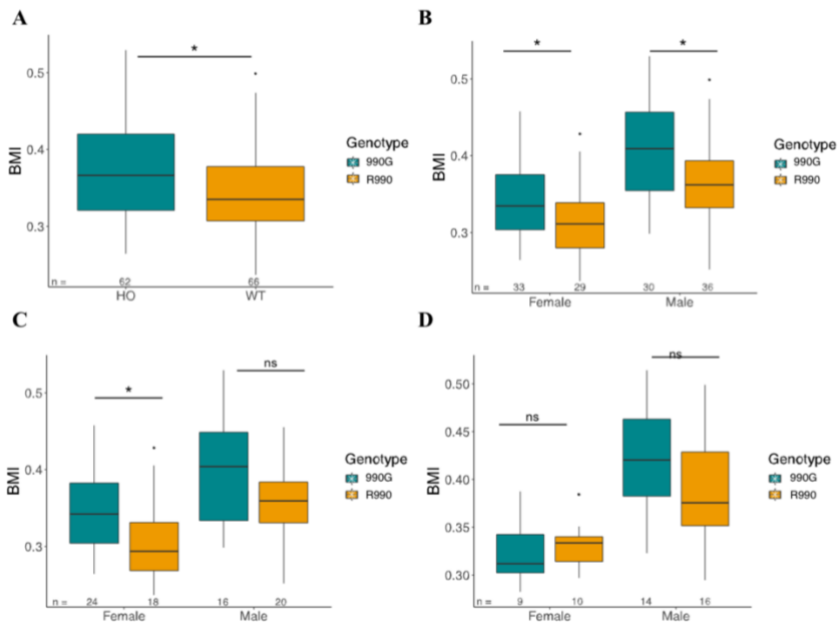 A
BMI
0.5
0.4
0.3
*
n = 62 66
HO WT
Genotype
990G
R990
B
BMI
0.5
0.4
0.3
* *
n = 33 29 30 36
Female Male
Genotype
990G
R990
C
BMI
0.5
0.4
0.3
* ns
n = 24 18 16 20
Female Male
Genotype
990G
R990
D
BMI
0.50
0.45
0.40
0.35
0.30
ns ns
n = 9 10 14 16
Female Male
Genotype
990G
R990